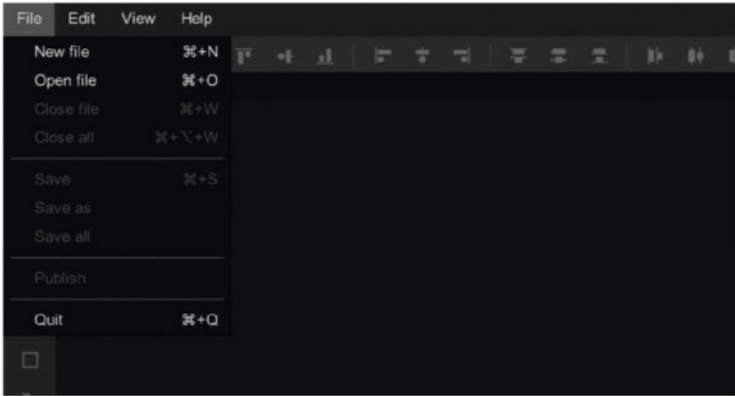 File Edit View Help
New file ⌘+N
Open file ⌘+O
Close file ⌘+W
Close all ⌘+⌥+W
Save ⌘+S
Save as
Save all
Publish
Quit ⌘+Q